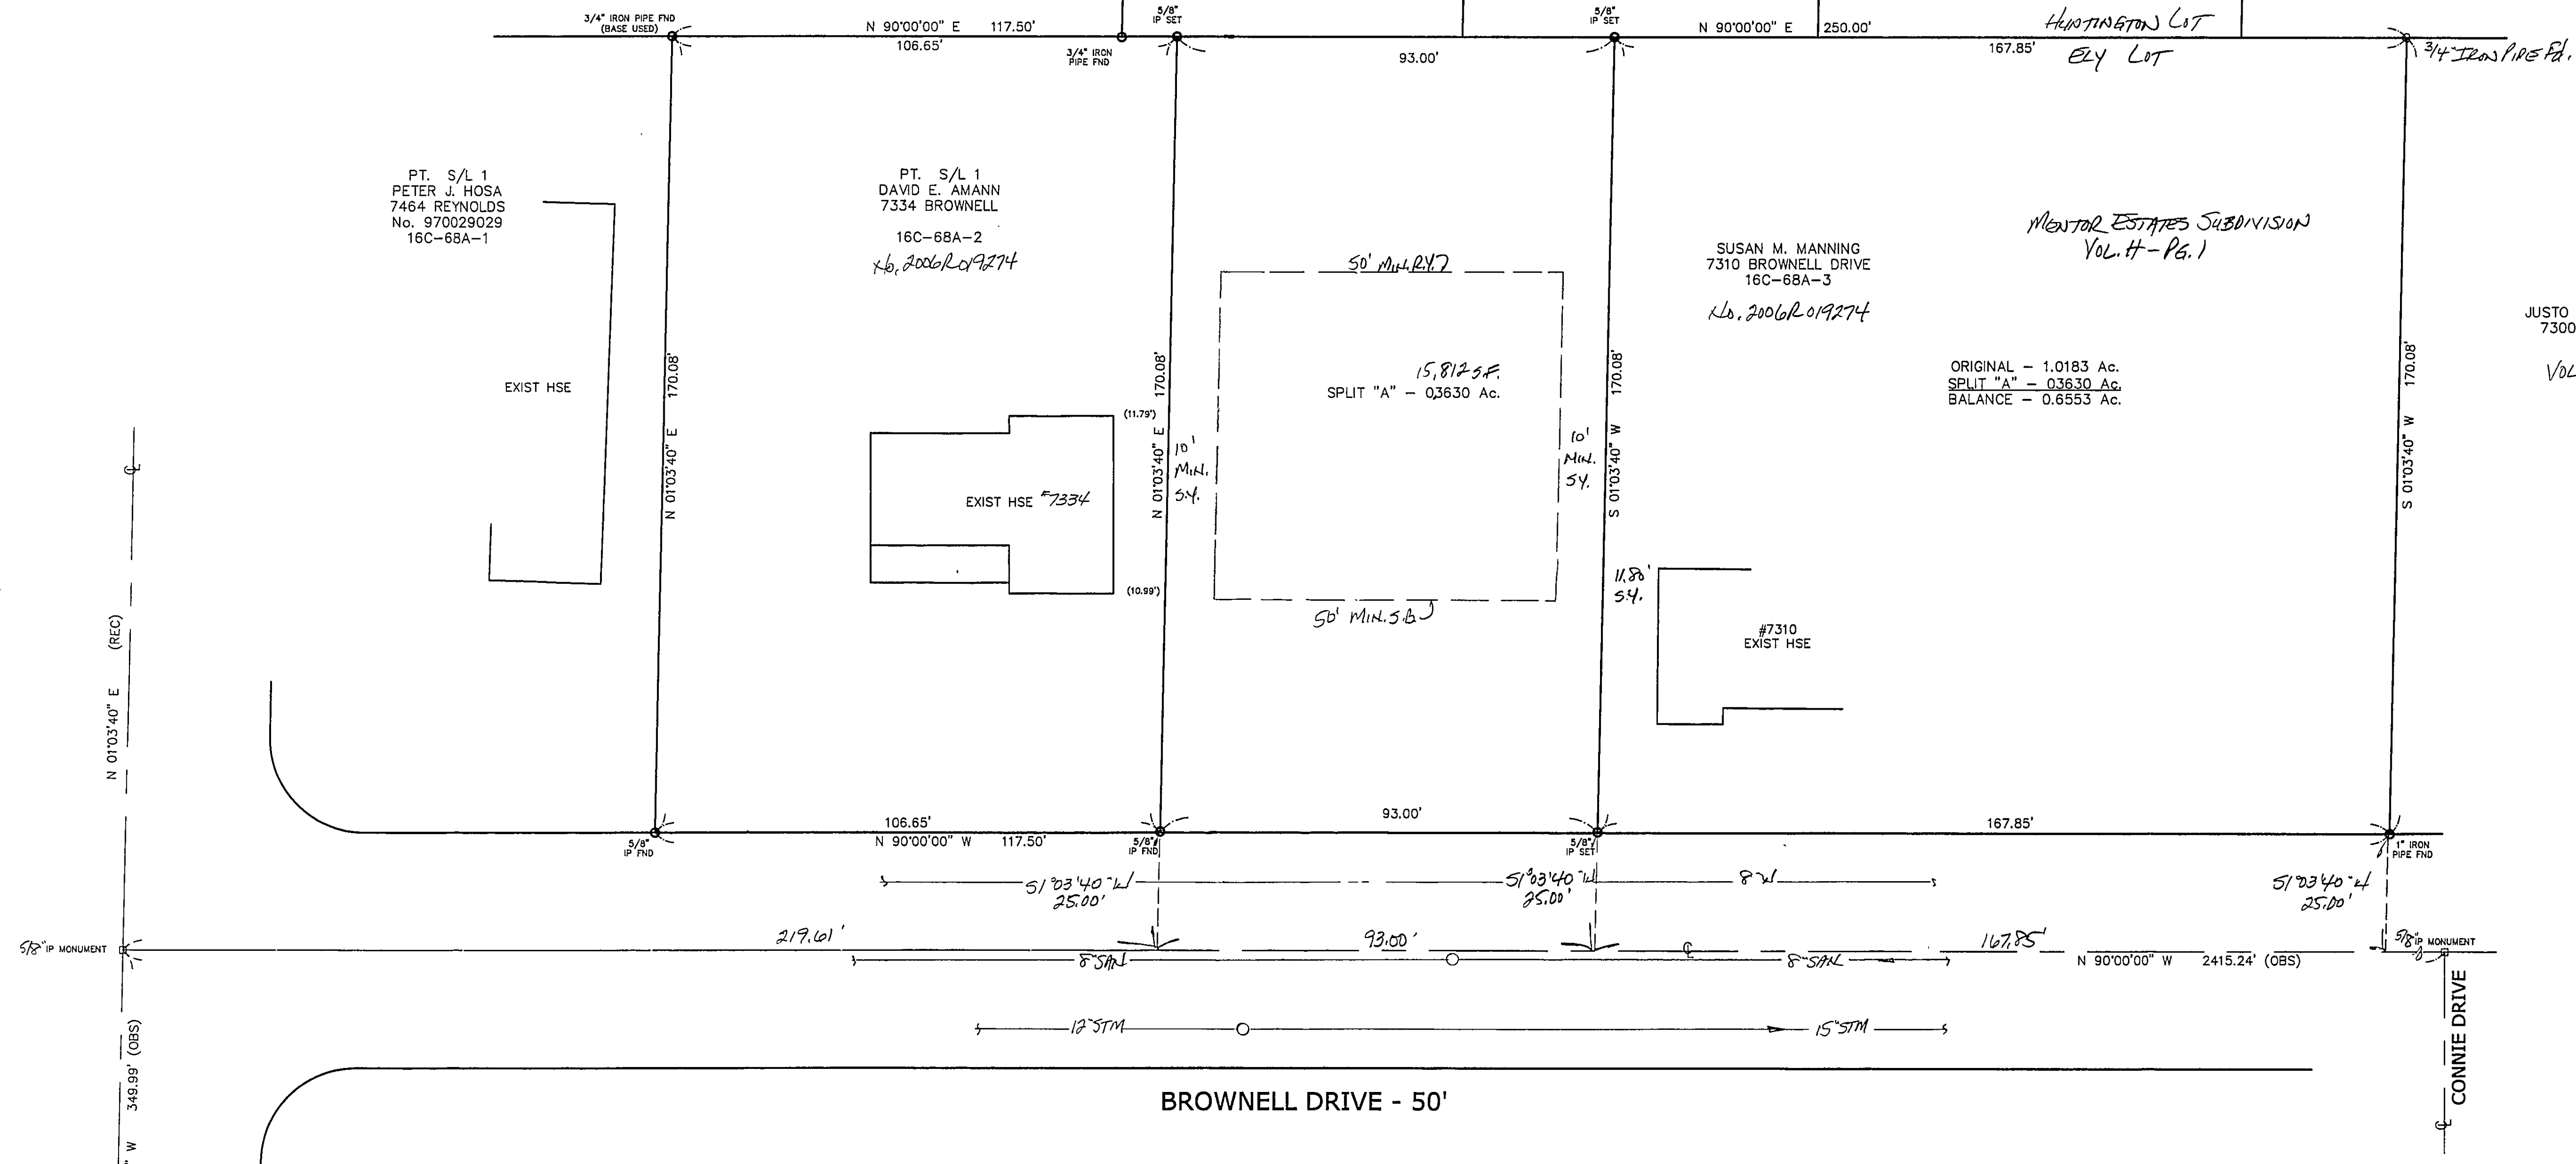 3/4" IRON PIPE FND
(BASE USED)
N 90°00'00" E 117.50'
106.65'
3/4" IRON
PIPE FND
5/8"
IP SET
93.00'
5/8"
IP SET
N 90°00'00" E 250.00'
167.85'
HUNTINGTON LOT
ELY LOT
3/4" IRON PIPE Fd.
PT. S/L 1
PETER J. HOSA
7464 REYNOLDS
No. 970029029
16C-68A-1
PT. S/L 1
DAVID E. AMANN
7334 BROWNELL
16C-68A-2
No. 2006R019274
50' MIN. R.Y.
SUSAN M. MANNING
7310 BROWNELL DRIVE
16C-68A-3
No. 2006R019274
MENTOR ESTATES SUBDIVISION
VOL. H - PG. 1
JUSTO
7300
VOL
EXIST HSE
N 01°03'40" E 170.08'
(11.79')
EXIST HSE #7334
(10.99')
N 01°03'40" E 170.08'
10'
MIN.
S.Y.
15,812 S.F.
SPLIT "A" - 0.3630 Ac.
10'
MIN.
S.Y.
S 01°03'40" W 170.08'
ORIGINAL - 1.0183 Ac.
SPLIT "A" - 03630 Ac.
BALANCE - 0.6553 Ac.
S 01°03'40" W 170.08'
50' MIN. S.B.
11.80'
S.Y.
#7310
EXIST HSE
CL
N 01°03'40" E (REC)
106.65'
N 90°00'00" W 117.50'
5/8"
IP FND
5/8"
IP FND
93.00'
5/8"
IP SET
167.85'
1" IRON
PIPE FND
S1°03'40"W
25.00'
S1°03'40"W
25.00'
8"W
S1°03'40"W
25.00'
5/8" IP MONUMENT
219.61'
93.00'
CL
167.85'
5/8" IP MONUMENT
8"SAN
8"SAN
N 90°00'00" W 2415.24' (OBS)
12"STM
15"STM
W 349.99' (OBS)
BROWNELL DRIVE - 50'
CONNIE DRIVE
CL